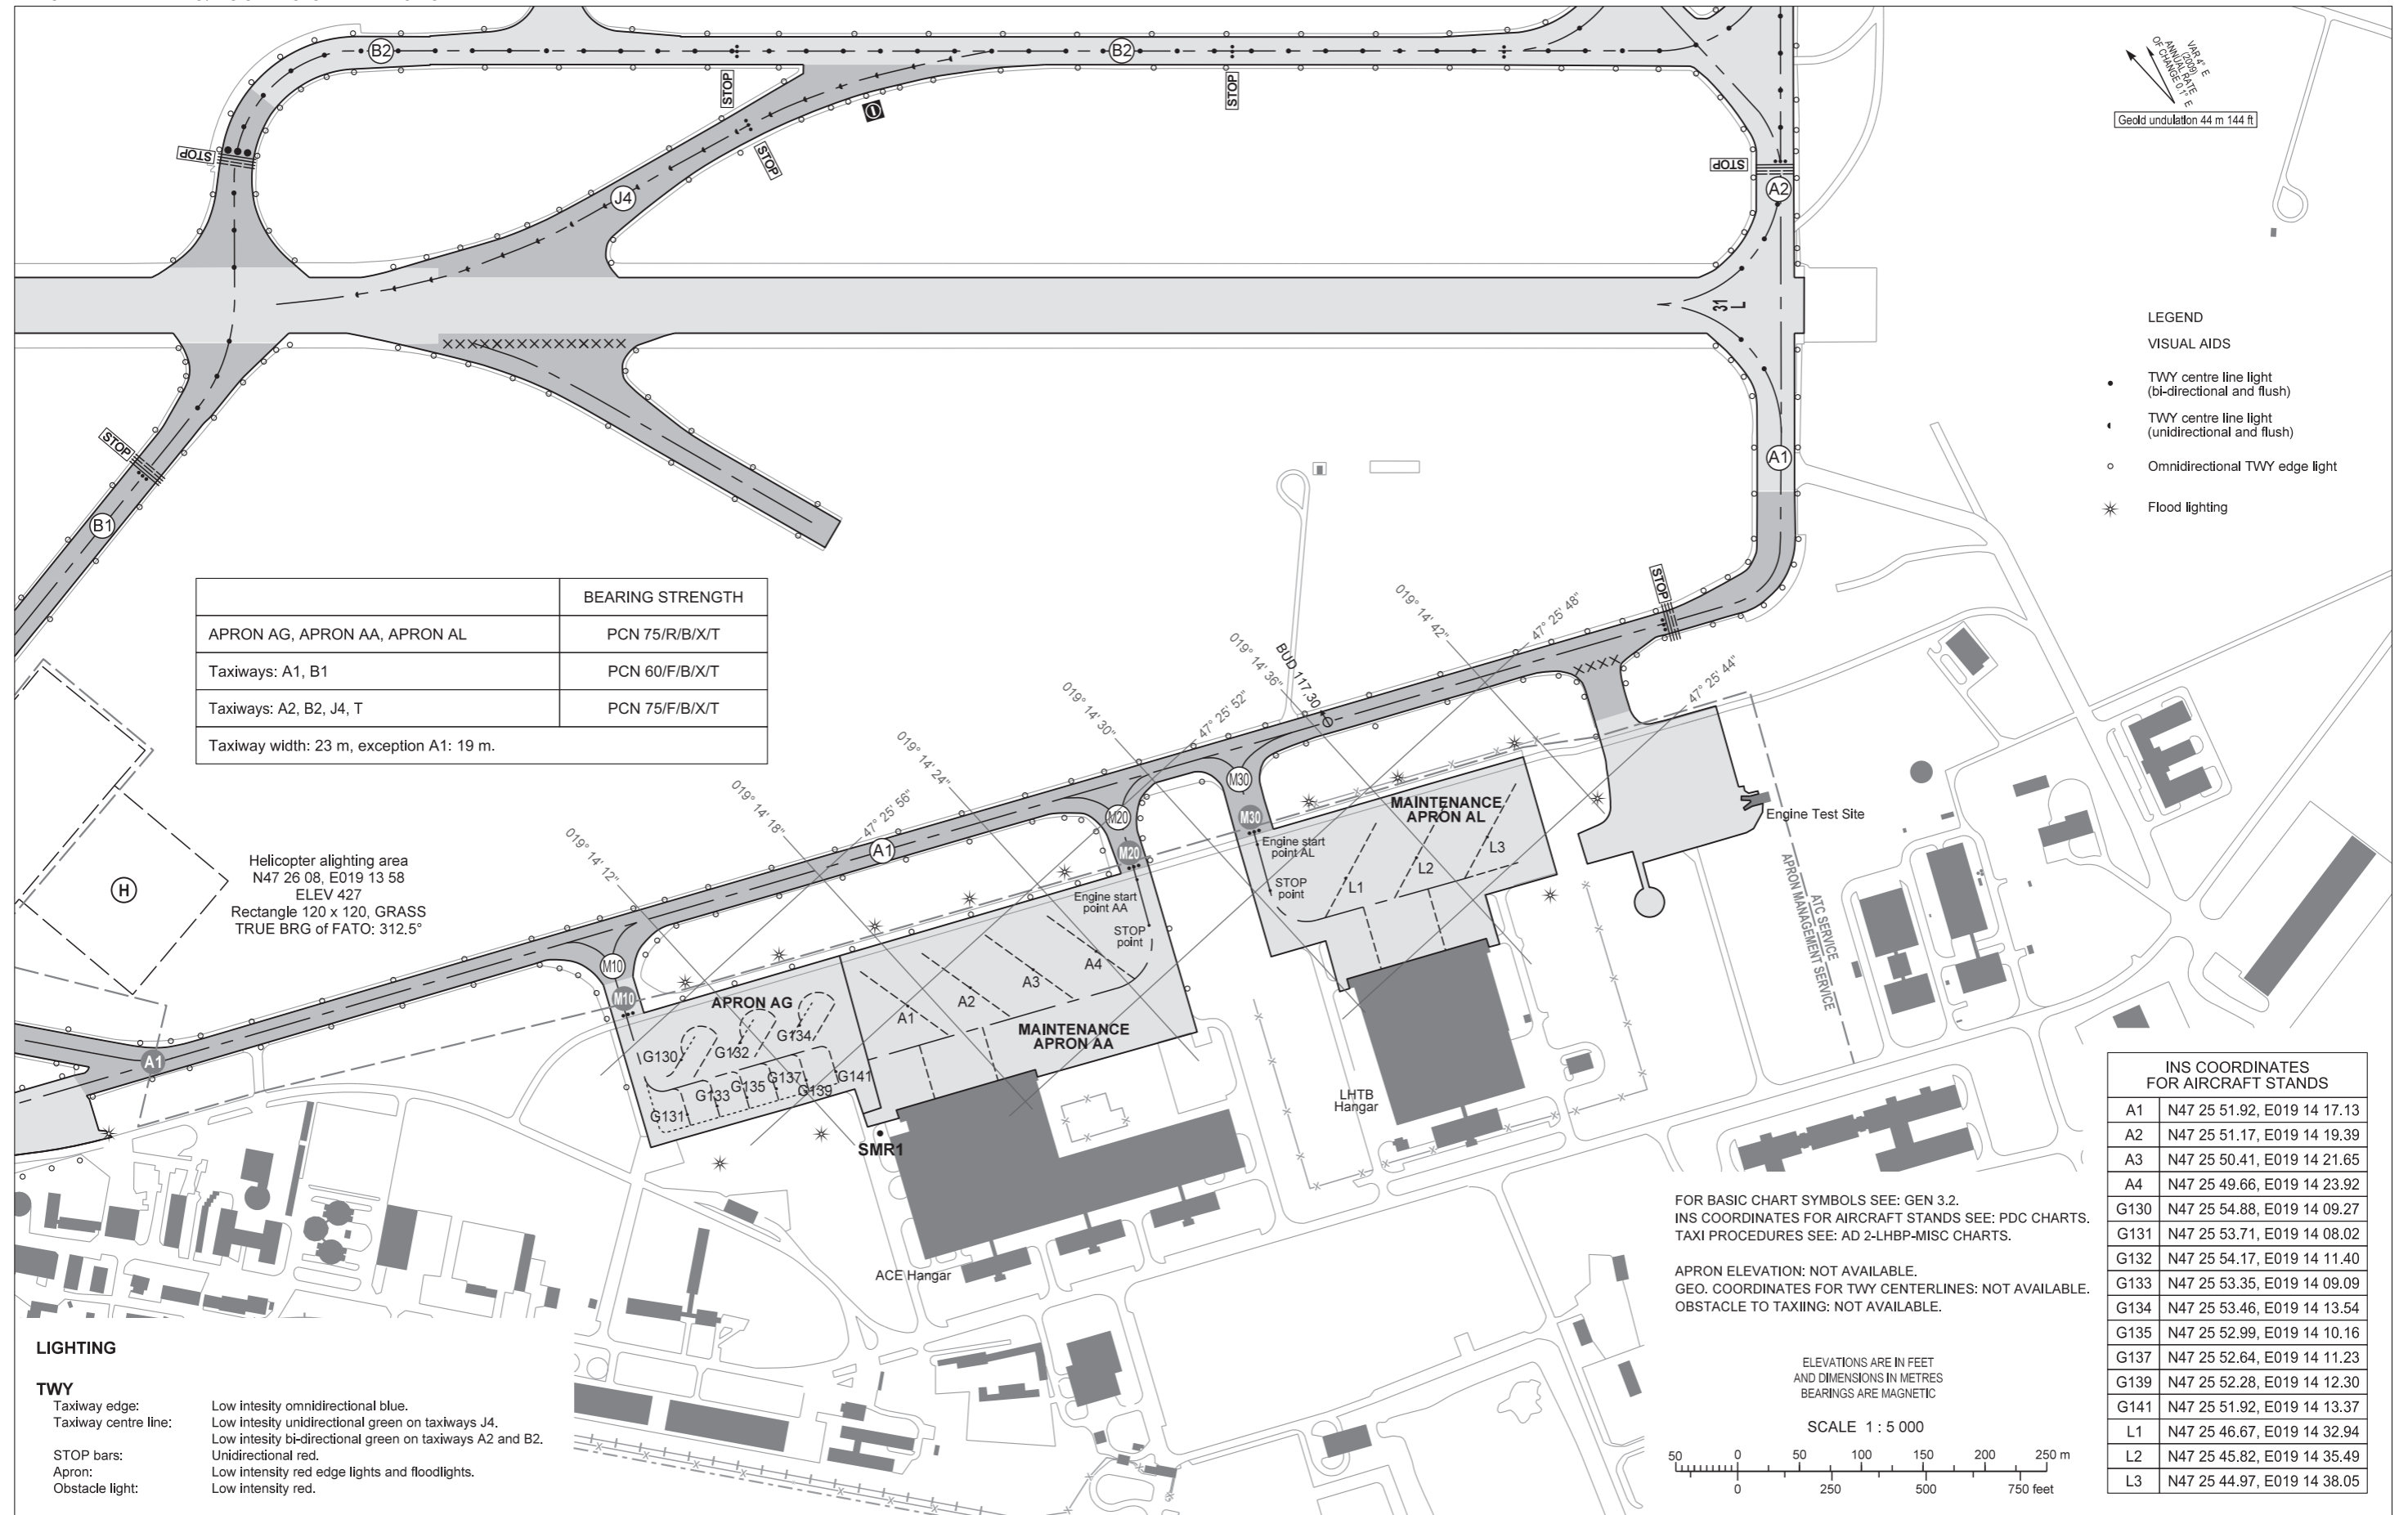 B2
B2
STOP
STOP
STOP
STOP
STOP
J4
A2
VAR 4° E
(2009)
ANNUAL RATE
OF CHANGE 0.1° E
Geoid undulation 44 m 144 ft
31
L
LEGEND
VISUAL AIDS
TWY centre line light
(bi-directional and flush)
TWY centre line light
(unidirectional and flush)
Omnidirectional TWY edge light
Flood lighting
STOP
B1
A1
STOP
BEARING STRENGTH
APRON AG, APRON AA, APRON AL PCN 75/R/B/X/T
Taxiways: A1, B1 PCN 60/F/B/X/T
Taxiways: A2, B2, J4, T PCN 75/F/B/X/T
Taxiway width: 23 m, exception A1: 19 m.
019° 14' 12"
019° 14' 18"
019° 14' 24"
019° 14' 30"
019° 14' 36"
019° 14' 42"
47° 25' 56"
47° 25' 52"
47° 25' 48"
47° 25' 44"
BUD 117,30
Helicopter alighting area
N47 26 08, E019 13 58
ELEV 427
Rectangle 120 x 120, GRASS
TRUE BRG of FATO: 312.5°
H
A1
A1
M10
M10
M20
M20
M30
M30
MAINTENANCE
APRON AL
Engine start
point AL
STOP
point
L1
L2
L3
Engine Test Site
ATC SERVICE
APRON MANAGEMENT SERVICE
Engine start
point AA
STOP
point
APRON AG
MAINTENANCE
APRON AA
A1
A2
A3
A4
G130
G132
G134
G131
G133
G135
G137
G139
G141
SMR1
ACE Hangar
LHTB
Hangar
INS COORDINATES
FOR AIRCRAFT STANDS
A1 N47 25 51.92, E019 14 17.13
A2 N47 25 51.17, E019 14 19.39
A3 N47 25 50.41, E019 14 21.65
A4 N47 25 49.66, E019 14 23.92
G130 N47 25 54.88, E019 14 09.27
G131 N47 25 53.71, E019 14 08.02
G132 N47 25 54.17, E019 14 11.40
G133 N47 25 53.35, E019 14 09.09
G134 N47 25 53.46, E019 14 13.54
G135 N47 25 52.99, E019 14 10.16
G137 N47 25 52.64, E019 14 11.23
G139 N47 25 52.28, E019 14 12.30
G141 N47 25 51.92, E019 14 13.37
L1 N47 25 46.67, E019 14 32.94
L2 N47 25 45.82, E019 14 35.49
L3 N47 25 44.97, E019 14 38.05
FOR BASIC CHART SYMBOLS SEE: GEN 3.2.
INS COORDINATES FOR AIRCRAFT STANDS SEE: PDC CHARTS.
TAXI PROCEDURES SEE: AD 2-LHBP-MISC CHARTS.
APRON ELEVATION: NOT AVAILABLE.
GEO. COORDINATES FOR TWY CENTERLINES: NOT AVAILABLE.
OBSTACLE TO TAXIING: NOT AVAILABLE.
ELEVATIONS ARE IN FEET
AND DIMENSIONS IN METRES
BEARINGS ARE MAGNETIC
SCALE 1 : 5 000
50 0 50 100 150 200 250 m
0 250 500 750 feet
LIGHTING
TWY
Taxiway edge: Low intesity omnidirectional blue.
Taxiway centre line: Low intesity unidirectional green on taxiways J4.
Low intesity bi-directional green on taxiways A2 and B2.
STOP bars: Unidirectional red.
Apron: Low intensity red edge lights and floodlights.
Obstacle light: Low intensity red.